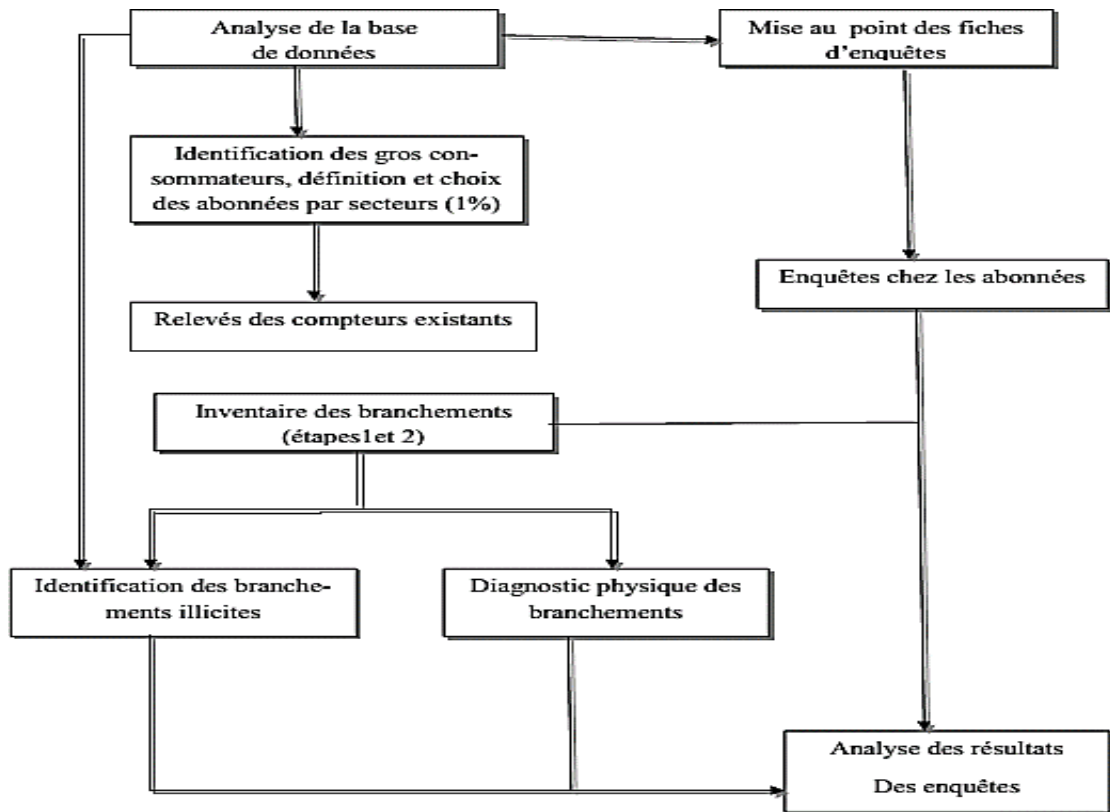 Analyse de la base
de données
Mise au point des fiches
d’enquêtes
Identification des gros con-
sommateurs, définition et choix
des abonnées par secteurs (1%)
Enquêtes chez les abonnées
Relevés des compteurs existants
Inventaire des branchements
(étapes1et 2)
Identification des branche-
ments illicites
Diagnostic physique des
branchements
Analyse des résultats
Des enquêtes